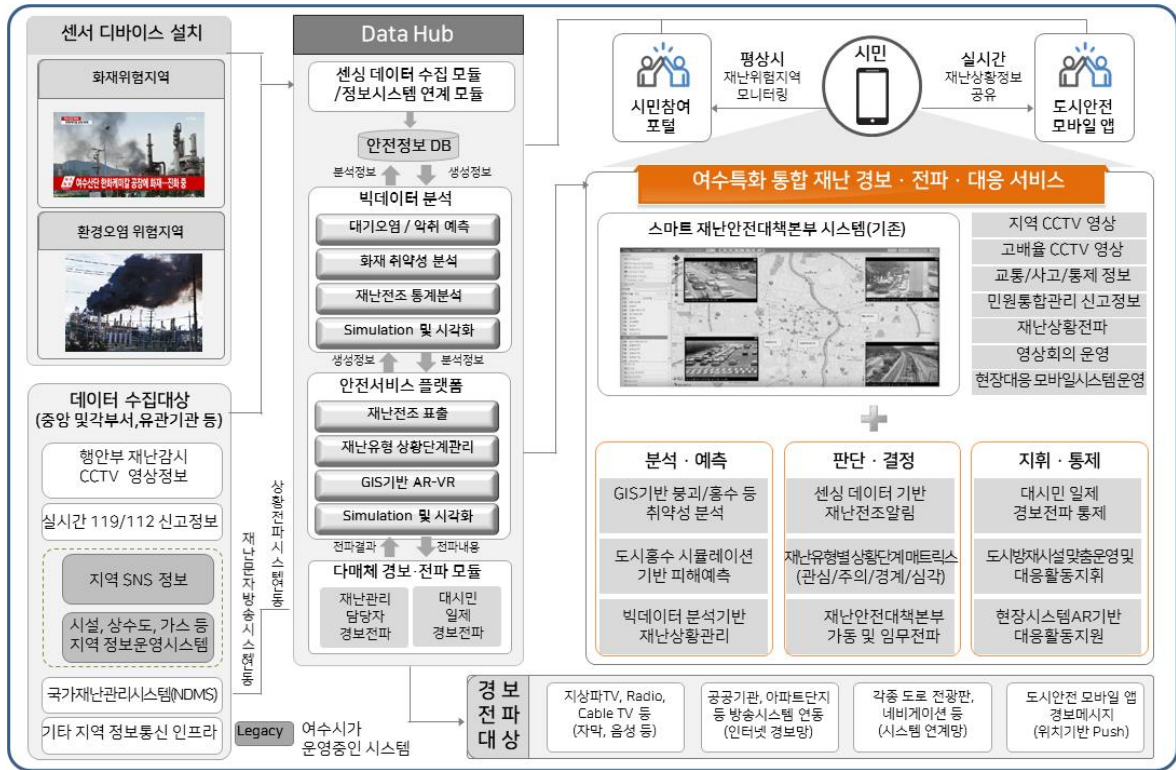 센서 디바이스 설치
화재위험지역
여수산단 한화케미칼 공장에 화재…진화 중
환경오염 위험지역
데이터 수집대상
(중앙 및각부서,유관기관 등)
행안부 재난감시
CCTV 영상정보
실시간 119/112 신고정보
지역 SNS 정보
시설, 상수도, 가스 등
지역 정보운영시스템
국가재난관리시스템(NDMS)
기타 지역 정보통신 인프라
상황전파시스템연동
재난문자방송시스템연동
Legacy
여수시가
운영중인 시스템
Data Hub
센싱 데이터 수집 모듈
/정보시스템 연계 모듈
안전정보 DB
분석정보
생성정보
빅데이터 분석
대기오염 / 악취 예측
화재 취약성 분석
재난전조 통계분석
Simulation 및 시각화
생성정보
분석정보
안전서비스 플랫폼
재난전조 표출
재난유형 상황단계관리
GIS기반 AR-VR
Simulation 및 시각화
전파결과
전파내용
다매체 경보·전파 모듈
재난관리
담당자
경보전파
대시민
일제
경보전파
시민참여
포털
평상시
재난위험지역
모니터링
시민
실시간
재난상황정보
공유
도시안전
모바일 앱
여수특화 통합 재난 경보 · 전파 · 대응 서비스
스마트 재난안전대책본부 시스템(기존)
지역 CCTV 영상
고배율 CCTV 영상
교통/사고/통제 정보
민원통합관리 신고정보
재난상황전파
영상회의 운영
현장대응 모바일시스템운영
분석 · 예측
GIS기반 붕괴/홍수 등
취약성 분석
도시홍수 시뮬레이션
기반 피해예측
빅데이터 분석기반
재난상황관리
판단 · 결정
센싱 데이터 기반
재난전조알림
재난유형별 상황단계 매트릭스
(관심/주의/경계/심각)
재난안전대책본부
가동 및 임무전파
지휘 · 통제
대시민 일제
경보전파 통제
도시방재시설 맞춤운영 및
대응활동지휘
현장시스템AR기반
대응활동지원
경 보
전 파
대 상
지상파TV, Radio,
Cable TV 등
(자막, 음성 등)
공공기관, 아파트단지
등 방송시스템 연동
(인터넷 경보망)
각종 도로 전광판,
네비게이션 등
(시스템 연계망)
도시안전 모바일 앱
경보메시지
(위치기반 Push)